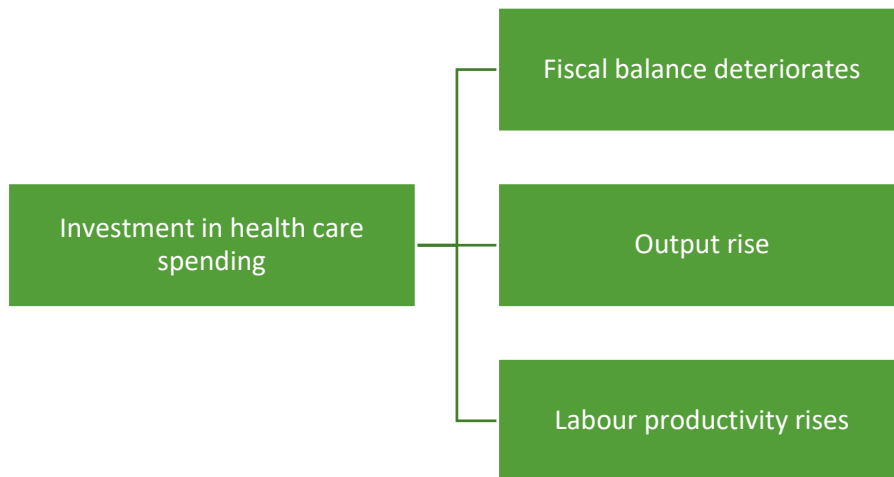 Fiscal balance deteriorates
Investment in health care
spending
Output rise
Labour productivity rises